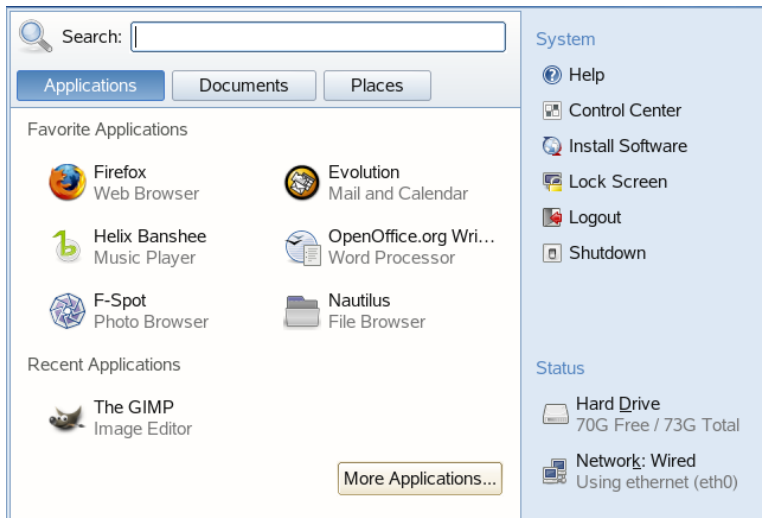 Search:
Applications
Documents
Places
Favorite Applications
Firefox
Web Browser
Evolution
Mail and Calendar
Helix Banshee
Music Player
OpenOffice.org Wri...
Word Processor
F-Spot
Photo Browser
Nautilus
File Browser
Recent Applications
The GIMP
Image Editor
More Applications...
System
Help
Control Center
Install Software
Lock Screen
Logout
Shutdown
Status
Hard Drive
70G Free / 73G Total
Network: Wired
Using ethernet (eth0)